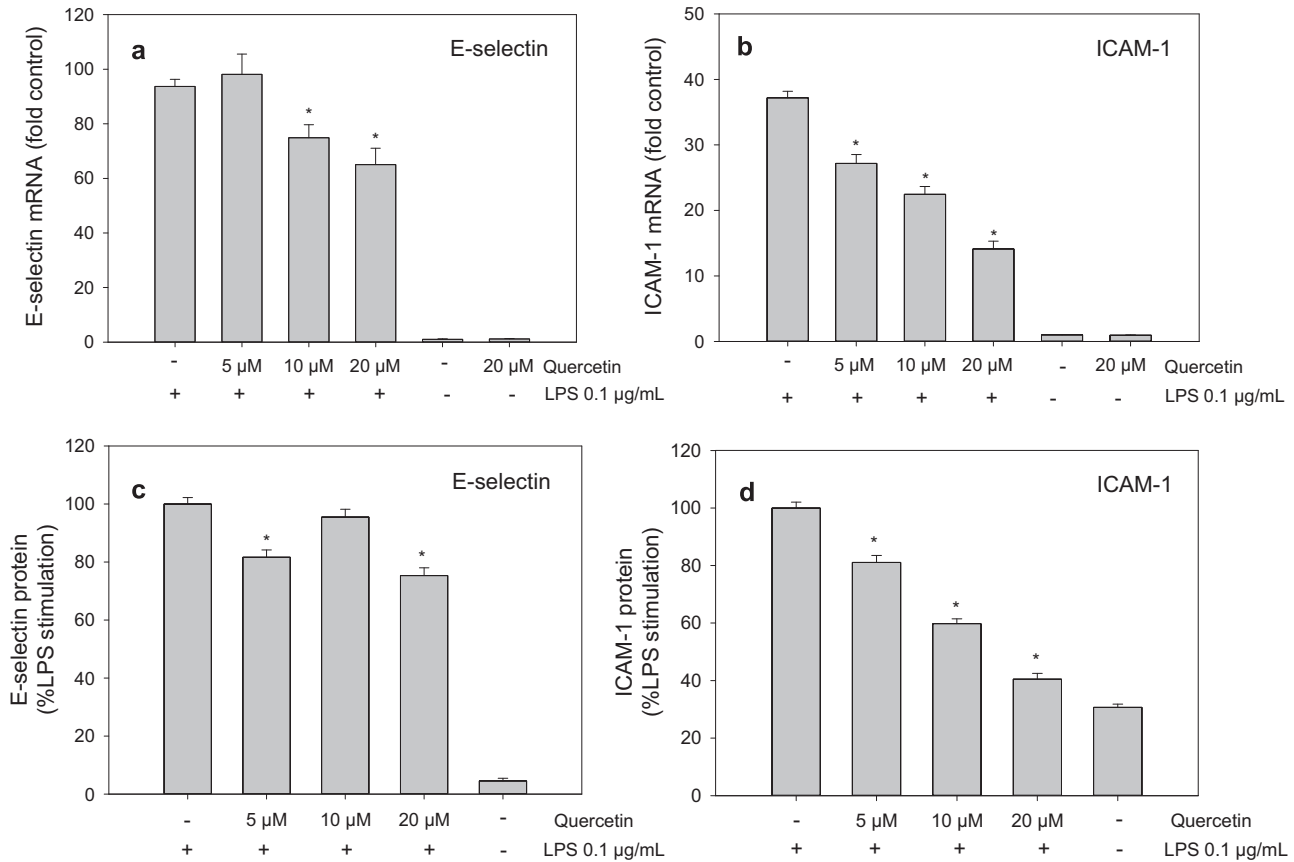 a
E-selectin
E-selectin mRNA (fold control)
120
100
80
60
40
20
0
- 5 µM 10 µM 20 µM - 20 µM Quercetin
+ + + + - - LPS 0.1 µg/mL
* *
b
ICAM-1
ICAM-1 mRNA (fold control)
50
40
30
20
10
0
* * *
- 5 µM 10 µM 20 µM - 20 µM Quercetin
+ + + + - - LPS 0.1 µg/mL
c
E-selectin
E-selectin protein
(%LPS stimulation)
120
100
80
60
40
20
0
* *
- 5 µM 10 µM 20 µM - Quercetin
+ + + + - LPS 0.1 µg/mL
d
ICAM-1
ICAM-1 protein
(%LPS stimulation)
120
100
80
60
40
20
0
* * *
- 5 µM 10 µM 20 µM - Quercetin
+ + + + - LPS 0.1 µg/mL